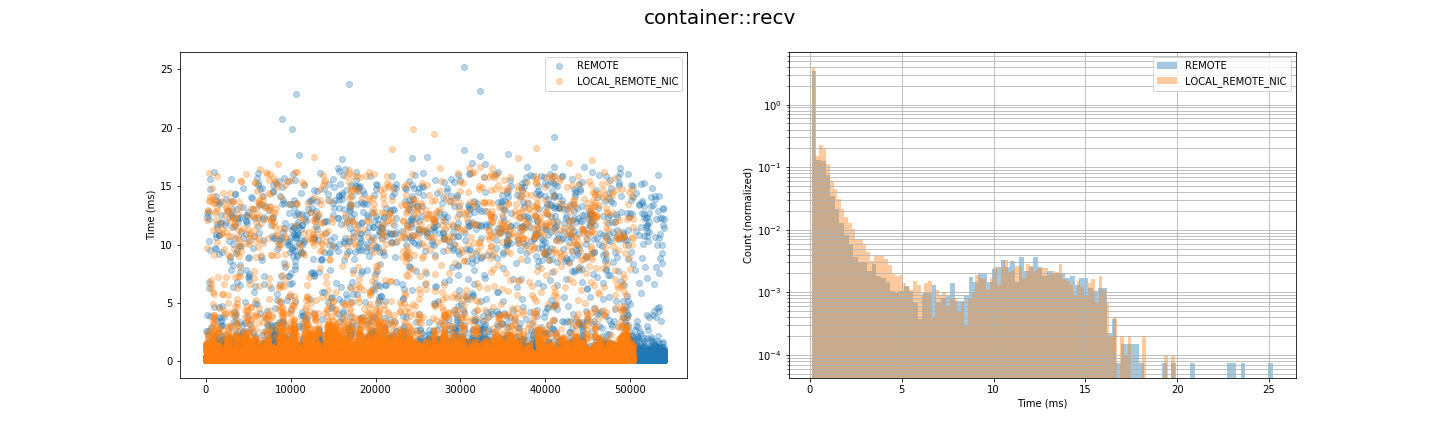 container::recv
25
20
15
10
5
0
Time (ms)
REMOTE
LOCAL_REMOTE_NIC
0
10000
20000
30000
40000
50000
10⁰
10⁻¹
10⁻²
10⁻³
10⁻⁴
Count (normalized)
REMOTE
LOCAL_REMOTE_NIC
0
5
10
15
20
25
Time (ms)